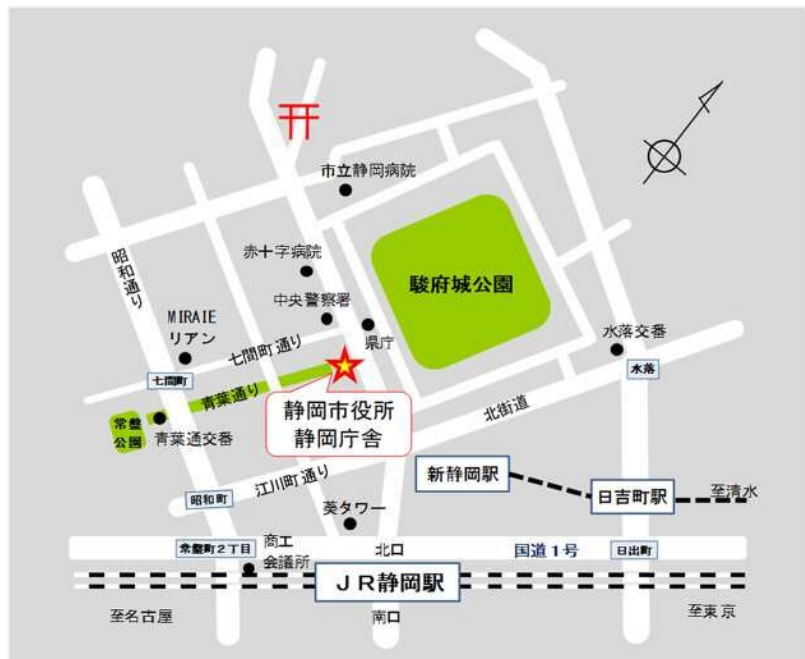 市立静岡病院
赤十字病院
駿府城公園
昭和通り
中央警察署
MIRAIE
リアン
七間町通り
県庁
水落交番
七間町
水落
青葉通り
静岡市役所
静岡庁舎
北街道
常盤
公園
青葉通交番
江川町通り
新静岡駅
昭和町
日吉町駅
至清水
葵タワー
常盤町2丁目
商工
会議所
北口
国道1号
日出町
JR静岡駅
至名古屋
南口
至東京